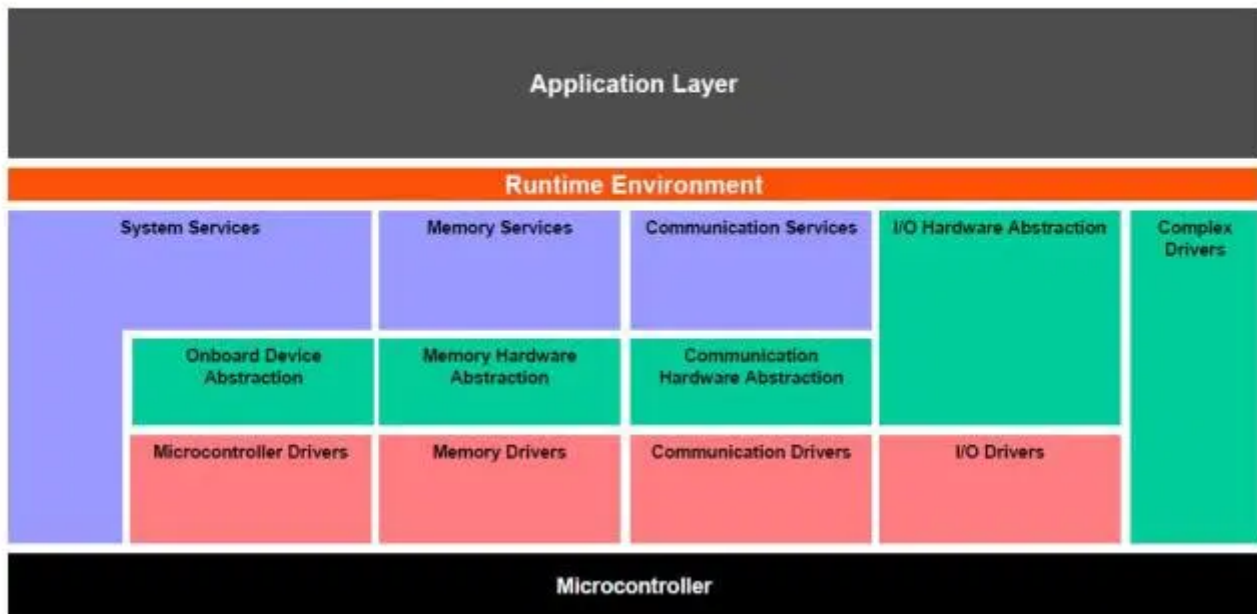 Application Layer
Runtime Environment
System Services
Memory Services
Communication Services
I/O Hardware Abstraction
Complex
Drivers
Onboard Device
Abstraction
Memory Hardware
Abstraction
Communication
Hardware Abstraction
Microcontroller Drivers
Memory Drivers
Communication Drivers
I/O Drivers
Microcontroller